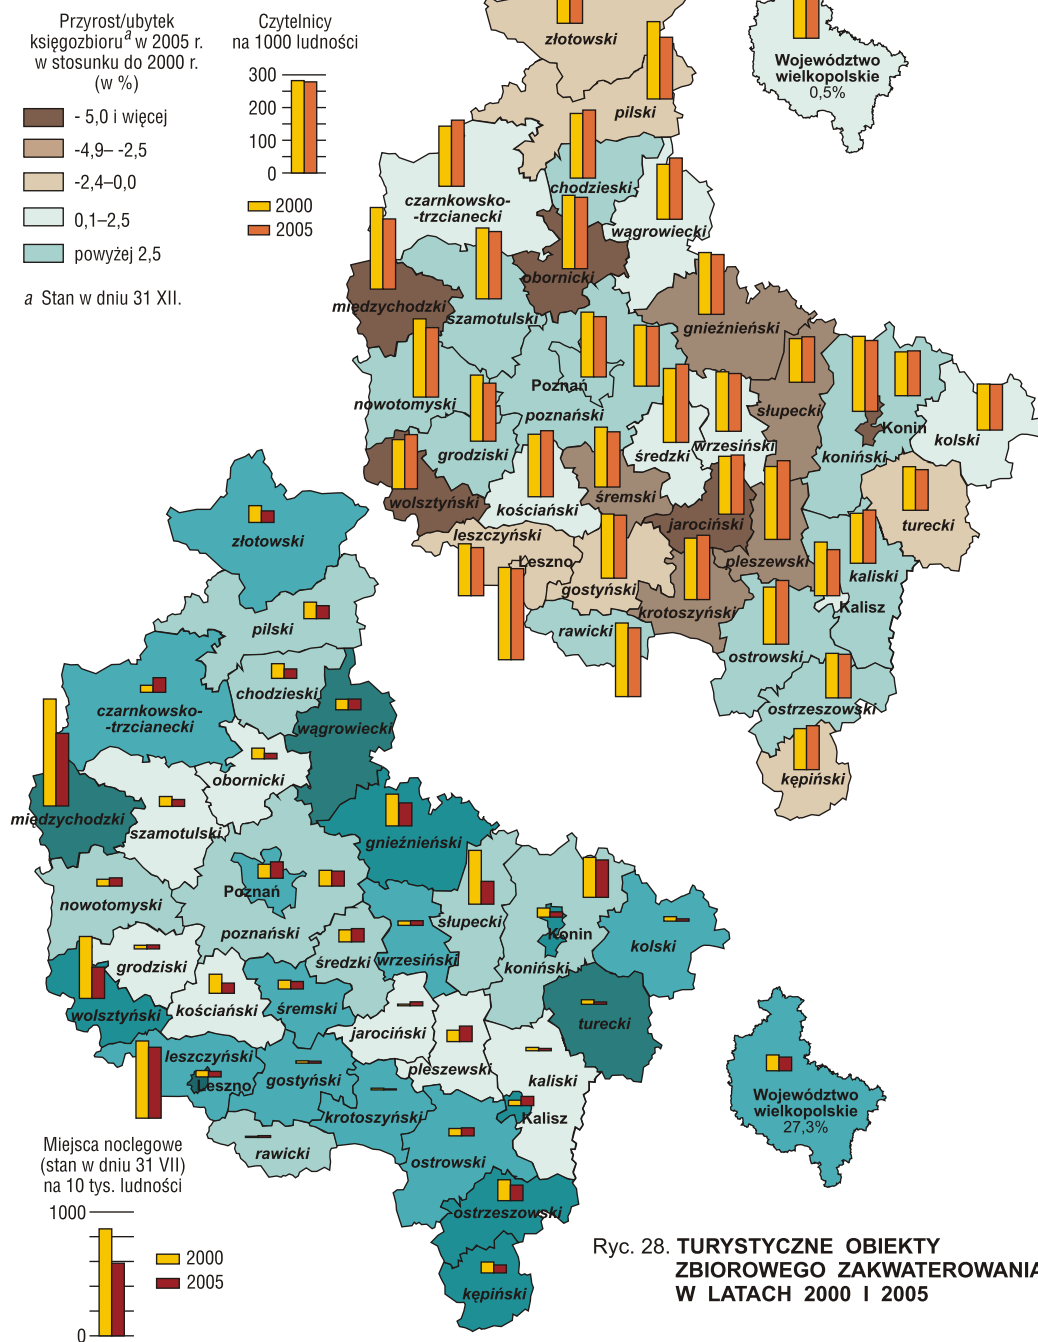 Przyrost/ubytek
księgozbioru a w 2005 r.
w stosunku do 2000 r.
(w %)
- 5,0 i więcej
-4,9– -2,5
-2,4–0,0
0,1–2,5
powyżej 2,5
a Stan w dniu 31 XII.
Czytelnicy
na 1000 ludności
300
200
100
0
2000
2005
złotowski
pilski
chodzieski
czarnkowsko-
-trzcianecki
wągrowiecki
obornicki
międzychodzki
szamotulski
gnieźnieński
nowotomyski
Poznań
poznański
słupecki
Konin
kolski
koniński
grodziski
średzki
wrzesiński
wolsztyński
kościański
śremski
jarociński
turecki
leszczyński
Leszno
gostyński
pleszewski
kaliski
krotoszyński
Kalisz
rawicki
ostrowski
ostrzeszowski
kępiński
Województwo
wielkopolskie
0,5%
złotowski
pilski
chodzieski
czarnkowsko-
-trzcianecki
wągrowiecki
obornicki
międzychodzki
szamotulski
gnieźnieński
nowotomyski
Poznań
poznański
słupecki
Konin
kolski
koniński
grodziski
średzki
wrzesiński
wolsztyński
kościański
śremski
jarociński
turecki
leszczyński
Leszno
gostyński
pleszewski
kaliski
krotoszyński
Kalisz
rawicki
ostrowski
ostrzeszowski
kępiński
Województwo
wielkopolskie
27,3%
Miejsca noclegowe
(stan w dniu 31 VII)
na 10 tys. ludności
1000
0
2000
2005
Ryc. 28. TURYSTYCZNE OBIEKTY
ZBIOROWEGO ZAKWATEROWANIA
W LATACH 2000 I 2005